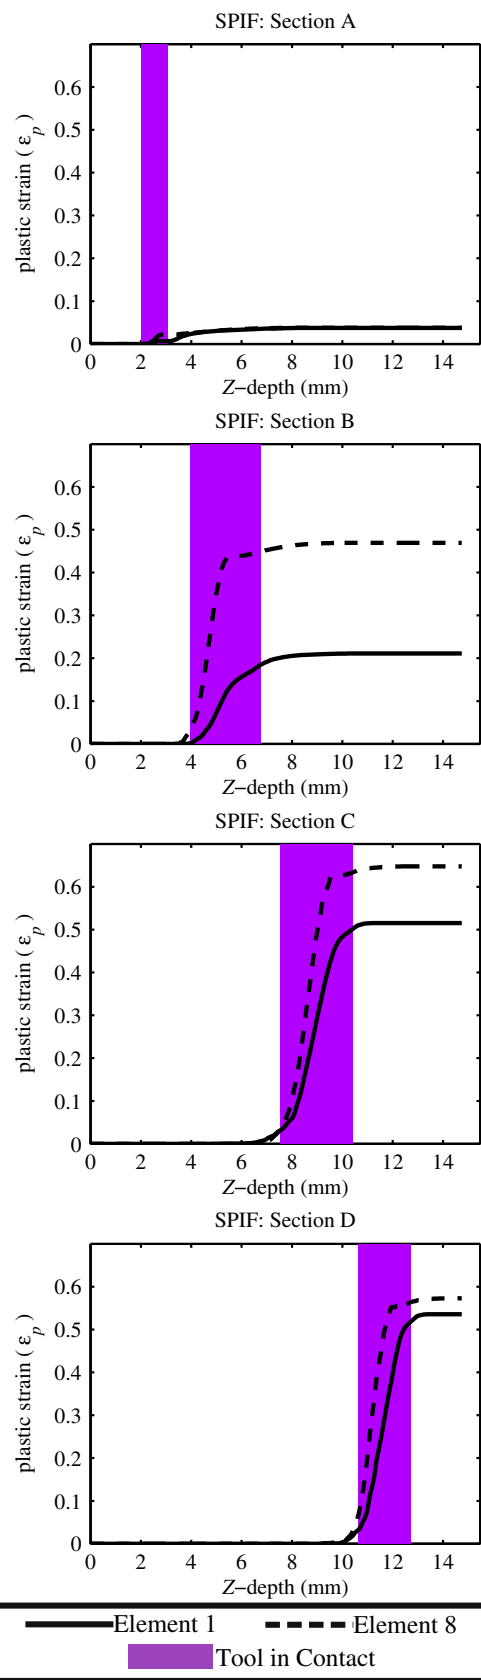 SPIF: Section A
0.6
0.5
0.4
0.3
0.2
0.1
0
plastic strain ( ε_p )
0 2 4 6 8 10 12 14
Z−depth (mm)
SPIF: Section B
0.6
0.5
0.4
0.3
0.2
0.1
0
plastic strain ( ε_p )
0 2 4 6 8 10 12 14
Z−depth (mm)
SPIF: Section C
0.6
0.5
0.4
0.3
0.2
0.1
0
plastic strain ( ε_p )
0 2 4 6 8 10 12 14
Z−depth (mm)
SPIF: Section D
0.6
0.5
0.4
0.3
0.2
0.1
0
plastic strain ( ε_p )
0 2 4 6 8 10 12 14
Z−depth (mm)
Element 1 Element 8
Tool in Contact